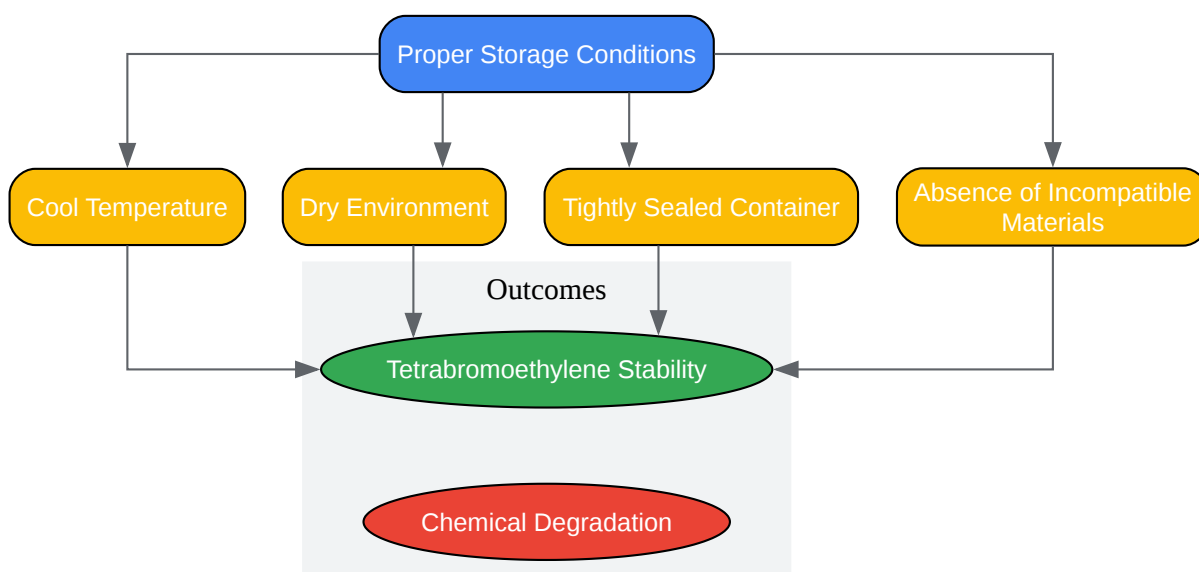 Proper Storage Conditions
Cool Temperature
Dry Environment
Tightly Sealed Container
Absence of Incompatible
Materials
Outcomes
Tetrabromoethylene Stability
Chemical Degradation